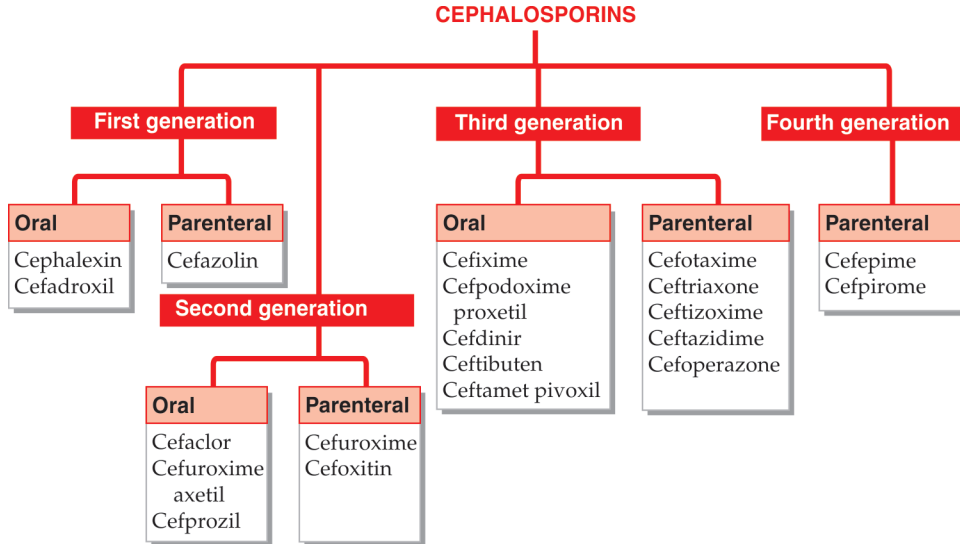 CEPHALOSPORINS
First generation
Oral
Cephalexin
Cefadroxil
Parenteral
Cefazolin
Second generation
Oral
Cefaclor
Cefuroxime
axetil
Cefprozil
Parenteral
Cefuroxime
Cefoxitin
Third generation
Oral
Cefixime
Cefpodoxime
proxetil
Cefdinir
Ceftibuten
Ceftamet pivoxil
Parenteral
Cefotaxime
Ceftriaxone
Ceftizoxime
Ceftazidime
Cefoperazone
Fourth generation
Parenteral
Cefepime
Cefpirome